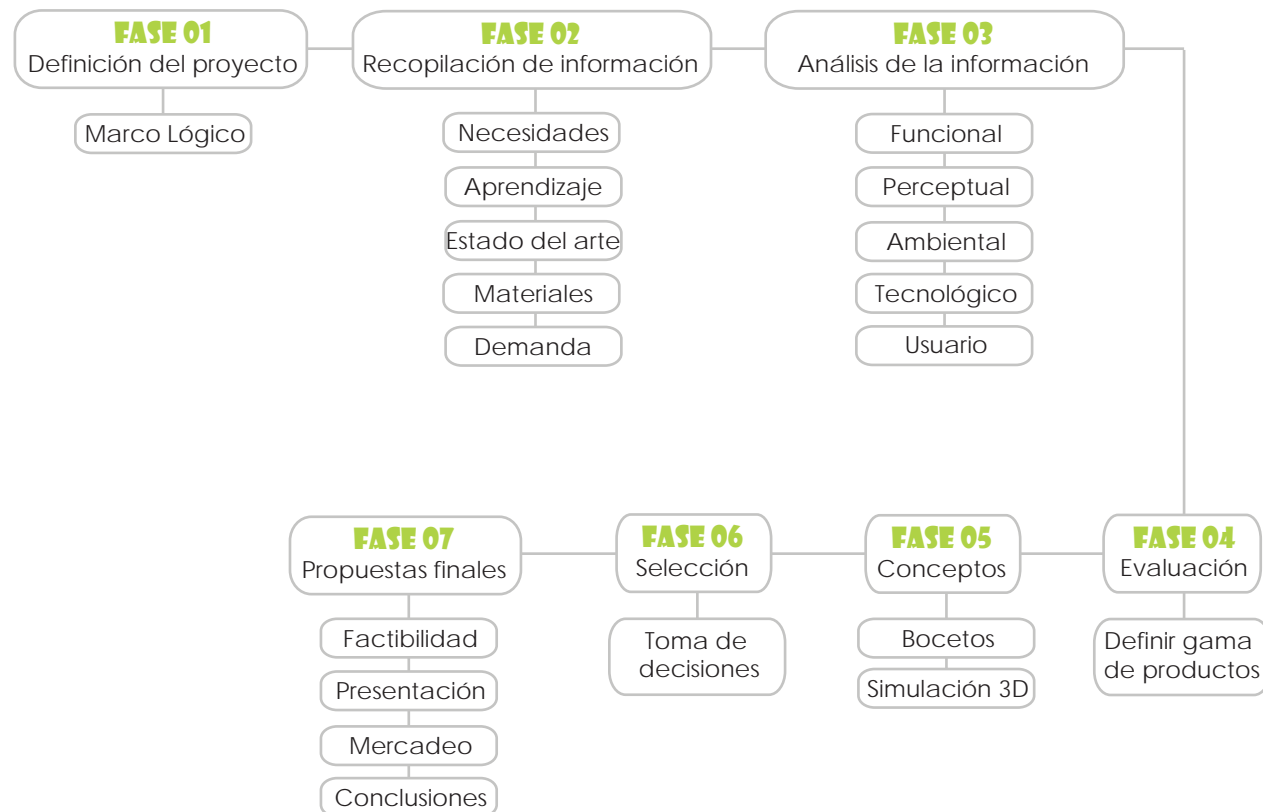 FASE 01
Definición del proyecto
Marco Lógico
FASE 02
Recopilación de información
Necesidades
Aprendizaje
Estado del arte
Materiales
Demanda
FASE 03
Análisis de la información
Funcional
Perceptual
Ambiental
Tecnológico
Usuario
FASE 04
Evaluación
Definir gama
de productos
FASE 05
Conceptos
Bocetos
Simulación 3D
FASE 06
Selección
Toma de
decisiones
FASE 07
Propuestas finales
Factibilidad
Presentación
Mercadeo
Conclusiones